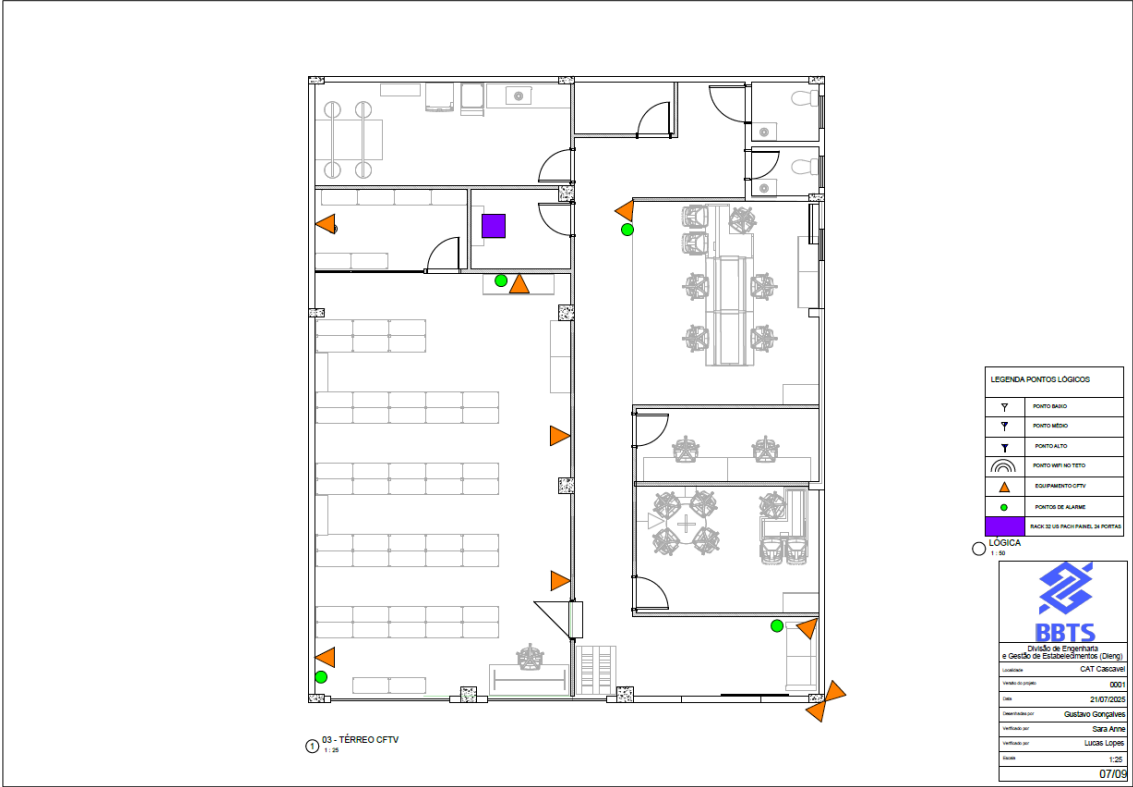 LEGENDA PONTOS LÓGICOS
PONTO BAIXO
PONTO MÉDIO
PONTO ALTO
PONTO WIFI NO TETO
EQUIPAMENTO CFTV
PONTOS DE ALARME
RACK 32 US PACH PAINEL 24 PORTAS
LÓGICA
1 : 50
BBTS
Divisão de Engenharia
e Gestão de Estabelecimentos (Dieng)
Localidade CAT Cascavel
Versão do projeto 0001
Data 21/07/2025
Desenhado por Gustavo Gonçalves
Verificado por Sara Anne
Verificado por Lucas Lopes
Escala 1:25
07/09
1 03 - TÉRREO CFTV
1 : 25